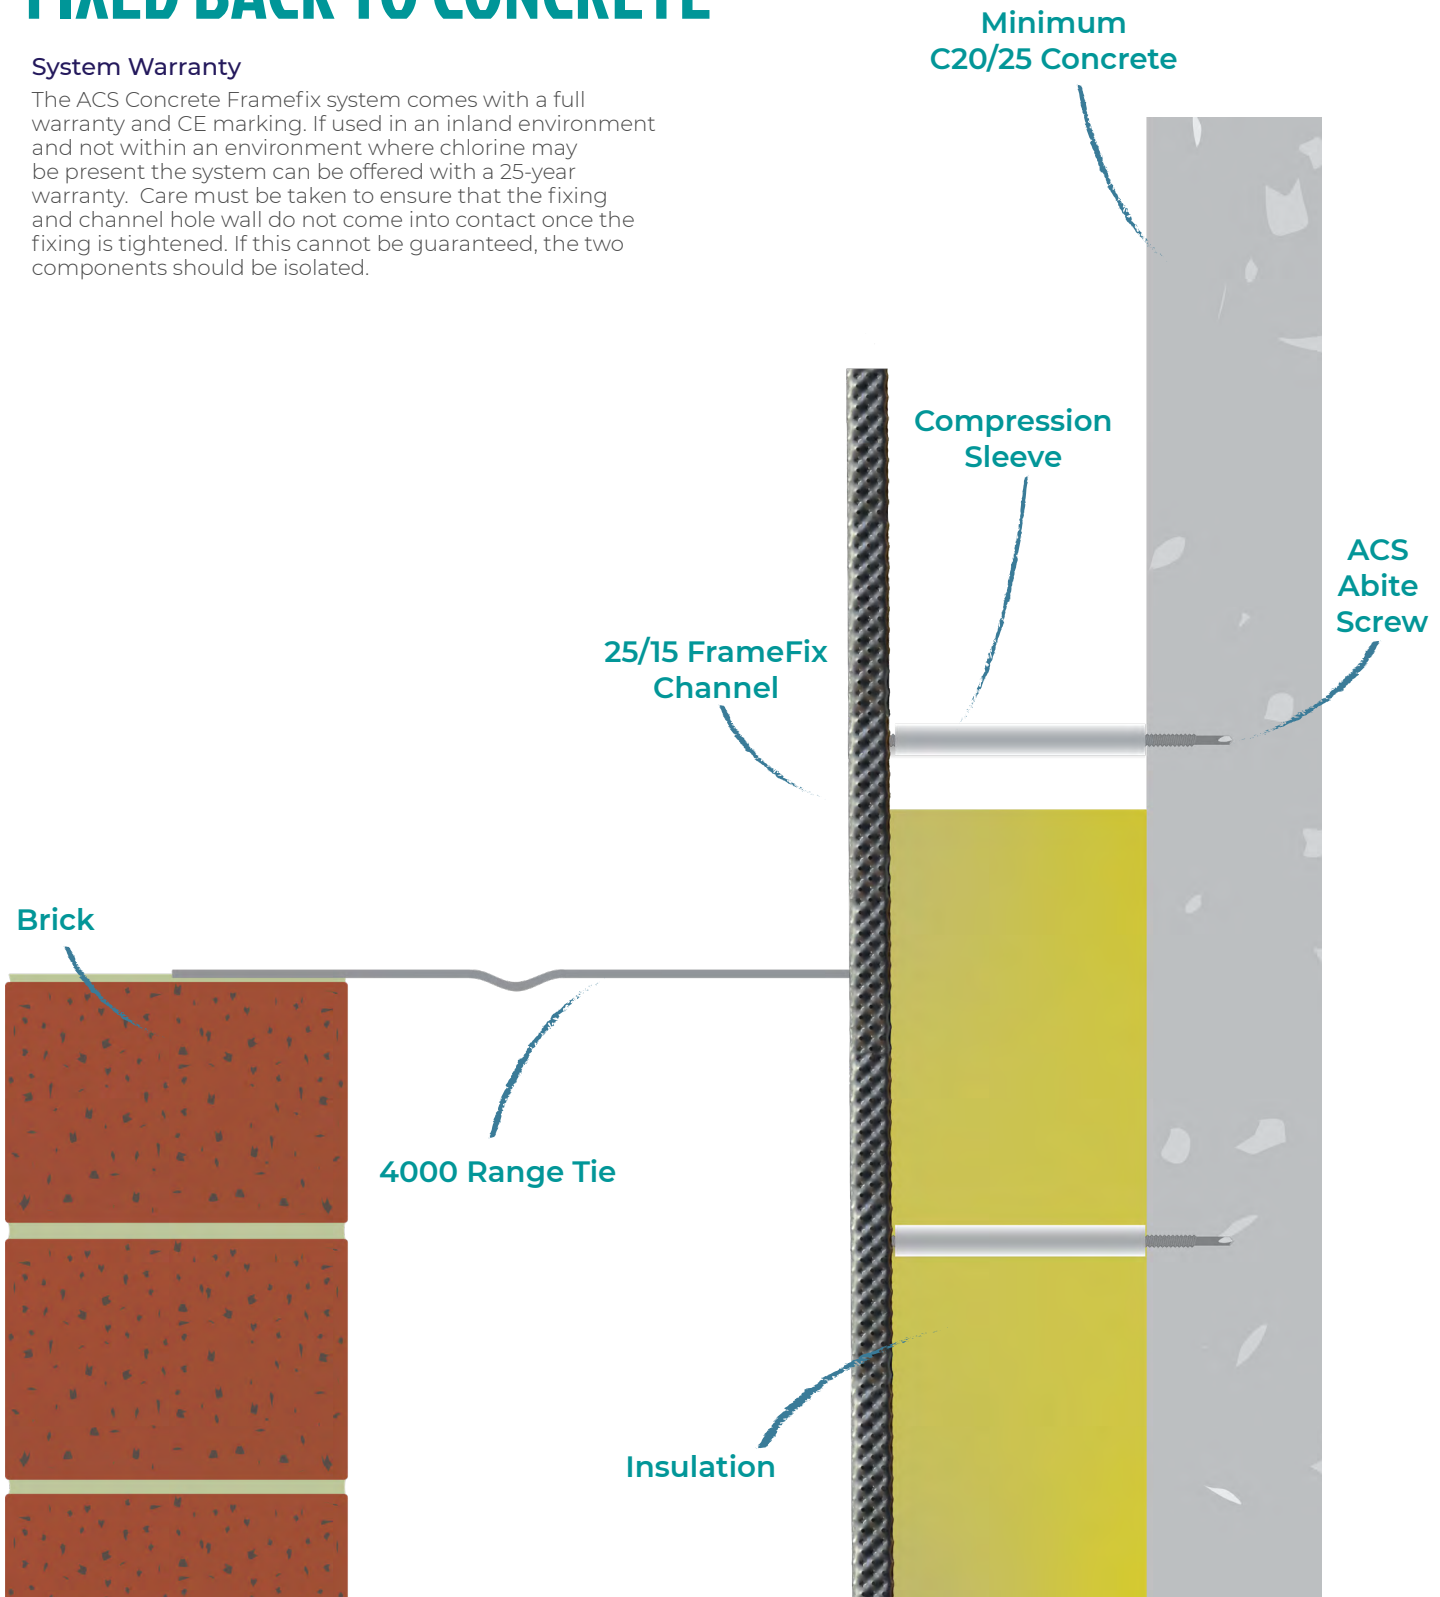 FIXED BACK TO CONCRETE
System Warranty
The ACS Concrete Framefix system comes with a full
warranty and CE marking. If used in an inland environment
and not within an environment where chlorine may
be present the system can be offered with a 25-year
warranty.  Care must be taken to ensure that the fixing
and channel hole wall do not come into contact once the
fixing is tightened. If this cannot be guaranteed, the two
components should be isolated.
Minimum
C20/25 Concrete
Compression
Sleeve
ACS
Abite
Screw
25/15 FrameFix
Channel
Brick
4000 Range Tie
Insulation